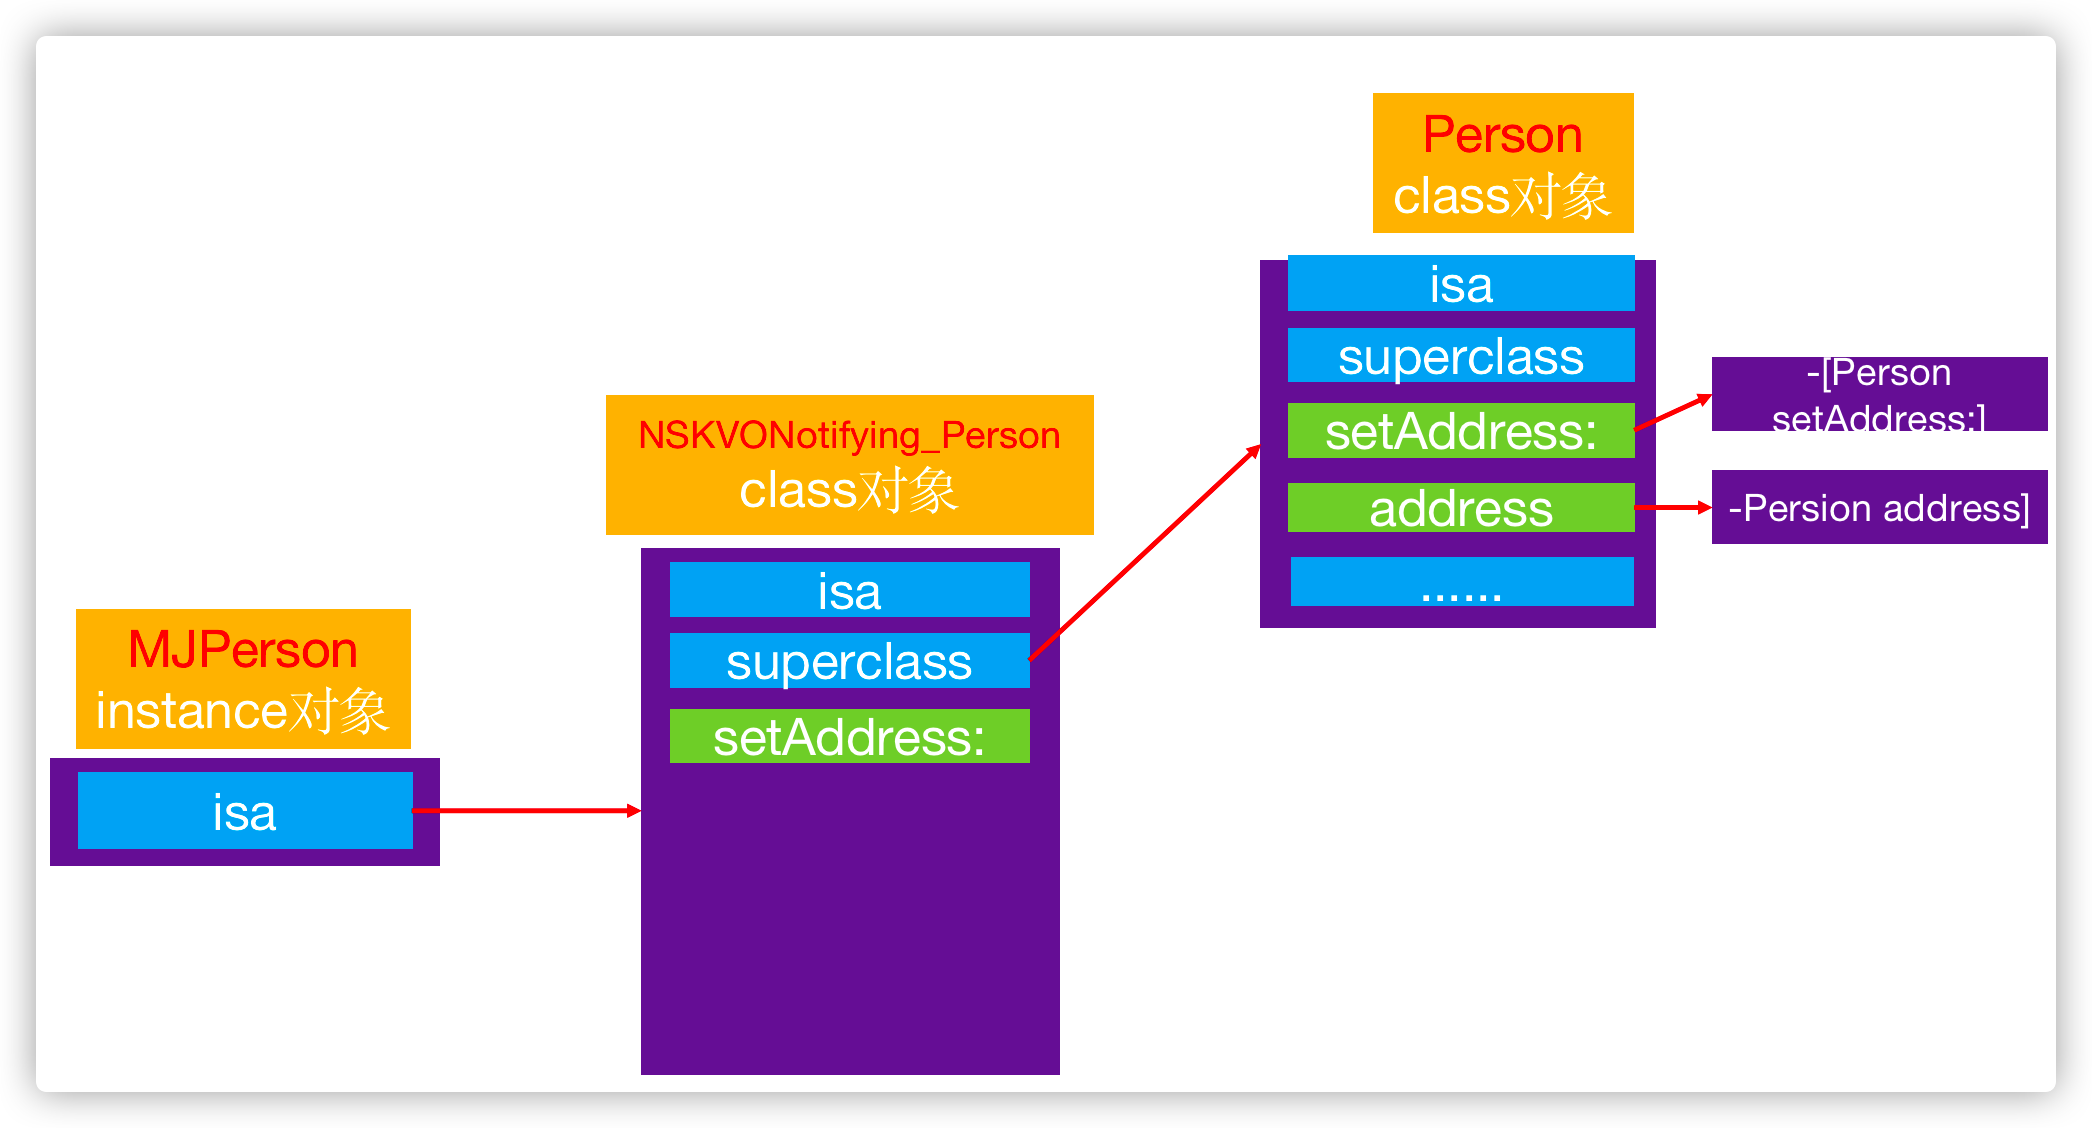 MJPerson
instance对象
isa
NSKVONotifying_Person
class对象
isa
superclass
setAddress:
Person
class对象
isa
superclass
setAddress:
address
......
-[Person
setAddress:]
-Persion address]